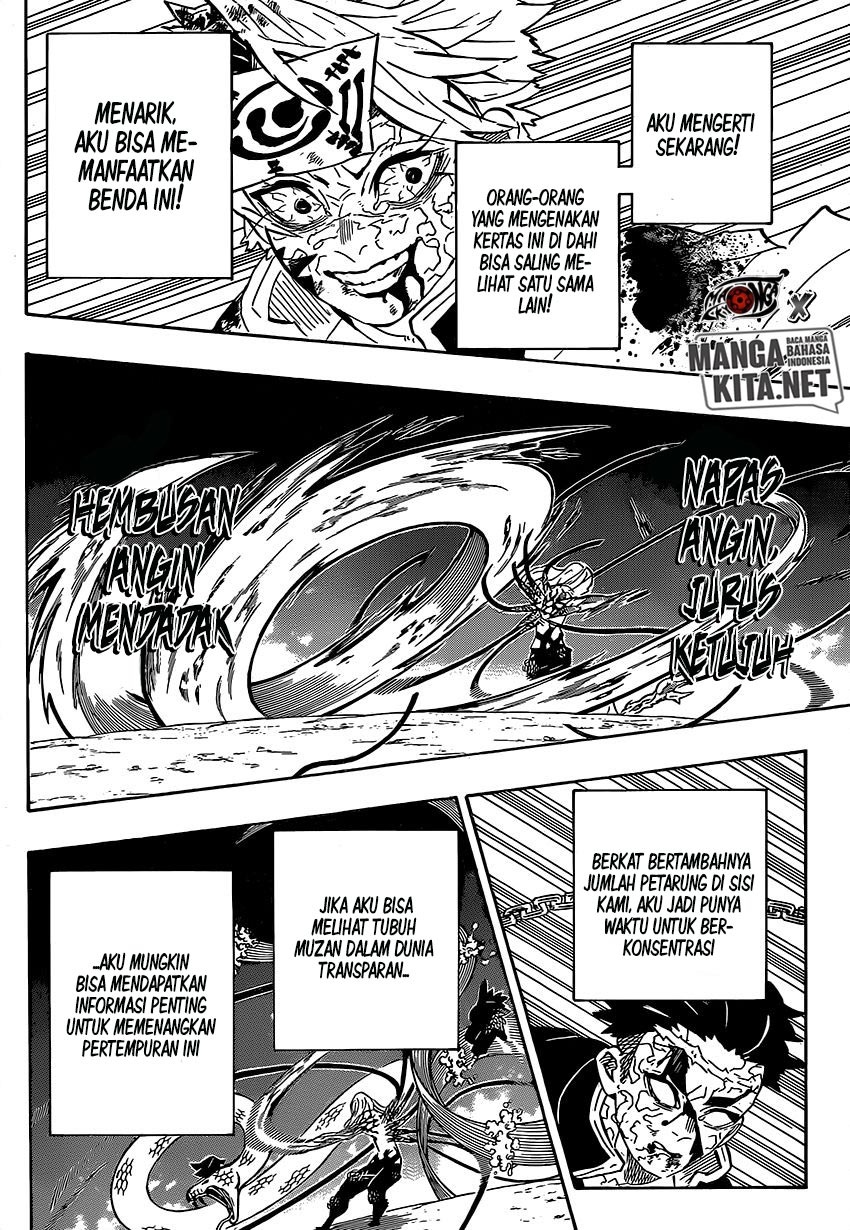 AKU MENGERTI
SEKARANG!
ORANG-ORANG
YANG MENGENAKAN
KERTAS INI DI DAHI
BISA SALING ME-
LIHAT SATU SAMA
LAIN!
MENARIK,
AKU BISA ME-
MANFAATKAN
BENDA INI!
X
MANGA
KITA.NET
BACA MANGA
BAHASA
INDONESIA
NAPAS
ANGIN,
JURUS
KETUJUH
HEMBUSAN
ANGIN
MENDADAK
BERKAT BERTAMBAHNYA
JUMLAH PETARUNG DI SISI
KAMI, AKU JADI PUNYA
WAKTU UNTUK BER-
KONSENTRASI
JIKA AKU BISA
MELIHAT TUBUH
MUZAN DALAM DUNIA
TRANSPARAN...
...AKU MUNGKIN
BISA MENDAPATKAN
INFORMASI PENTING
UNTUK MEMENANGKAN
PERTEMPURAN INI